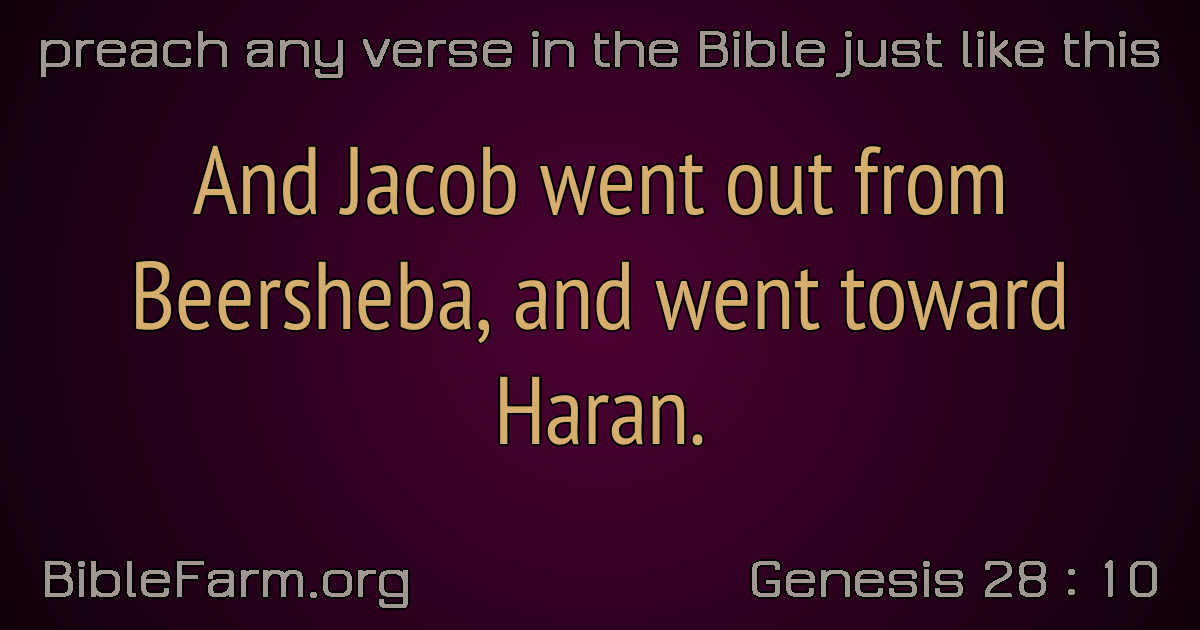 preach any verse in the Bible just like this
And Jacob went out from
Beersheba, and went toward
Haran.
BibleFarm.org
Genesis 28 : 10